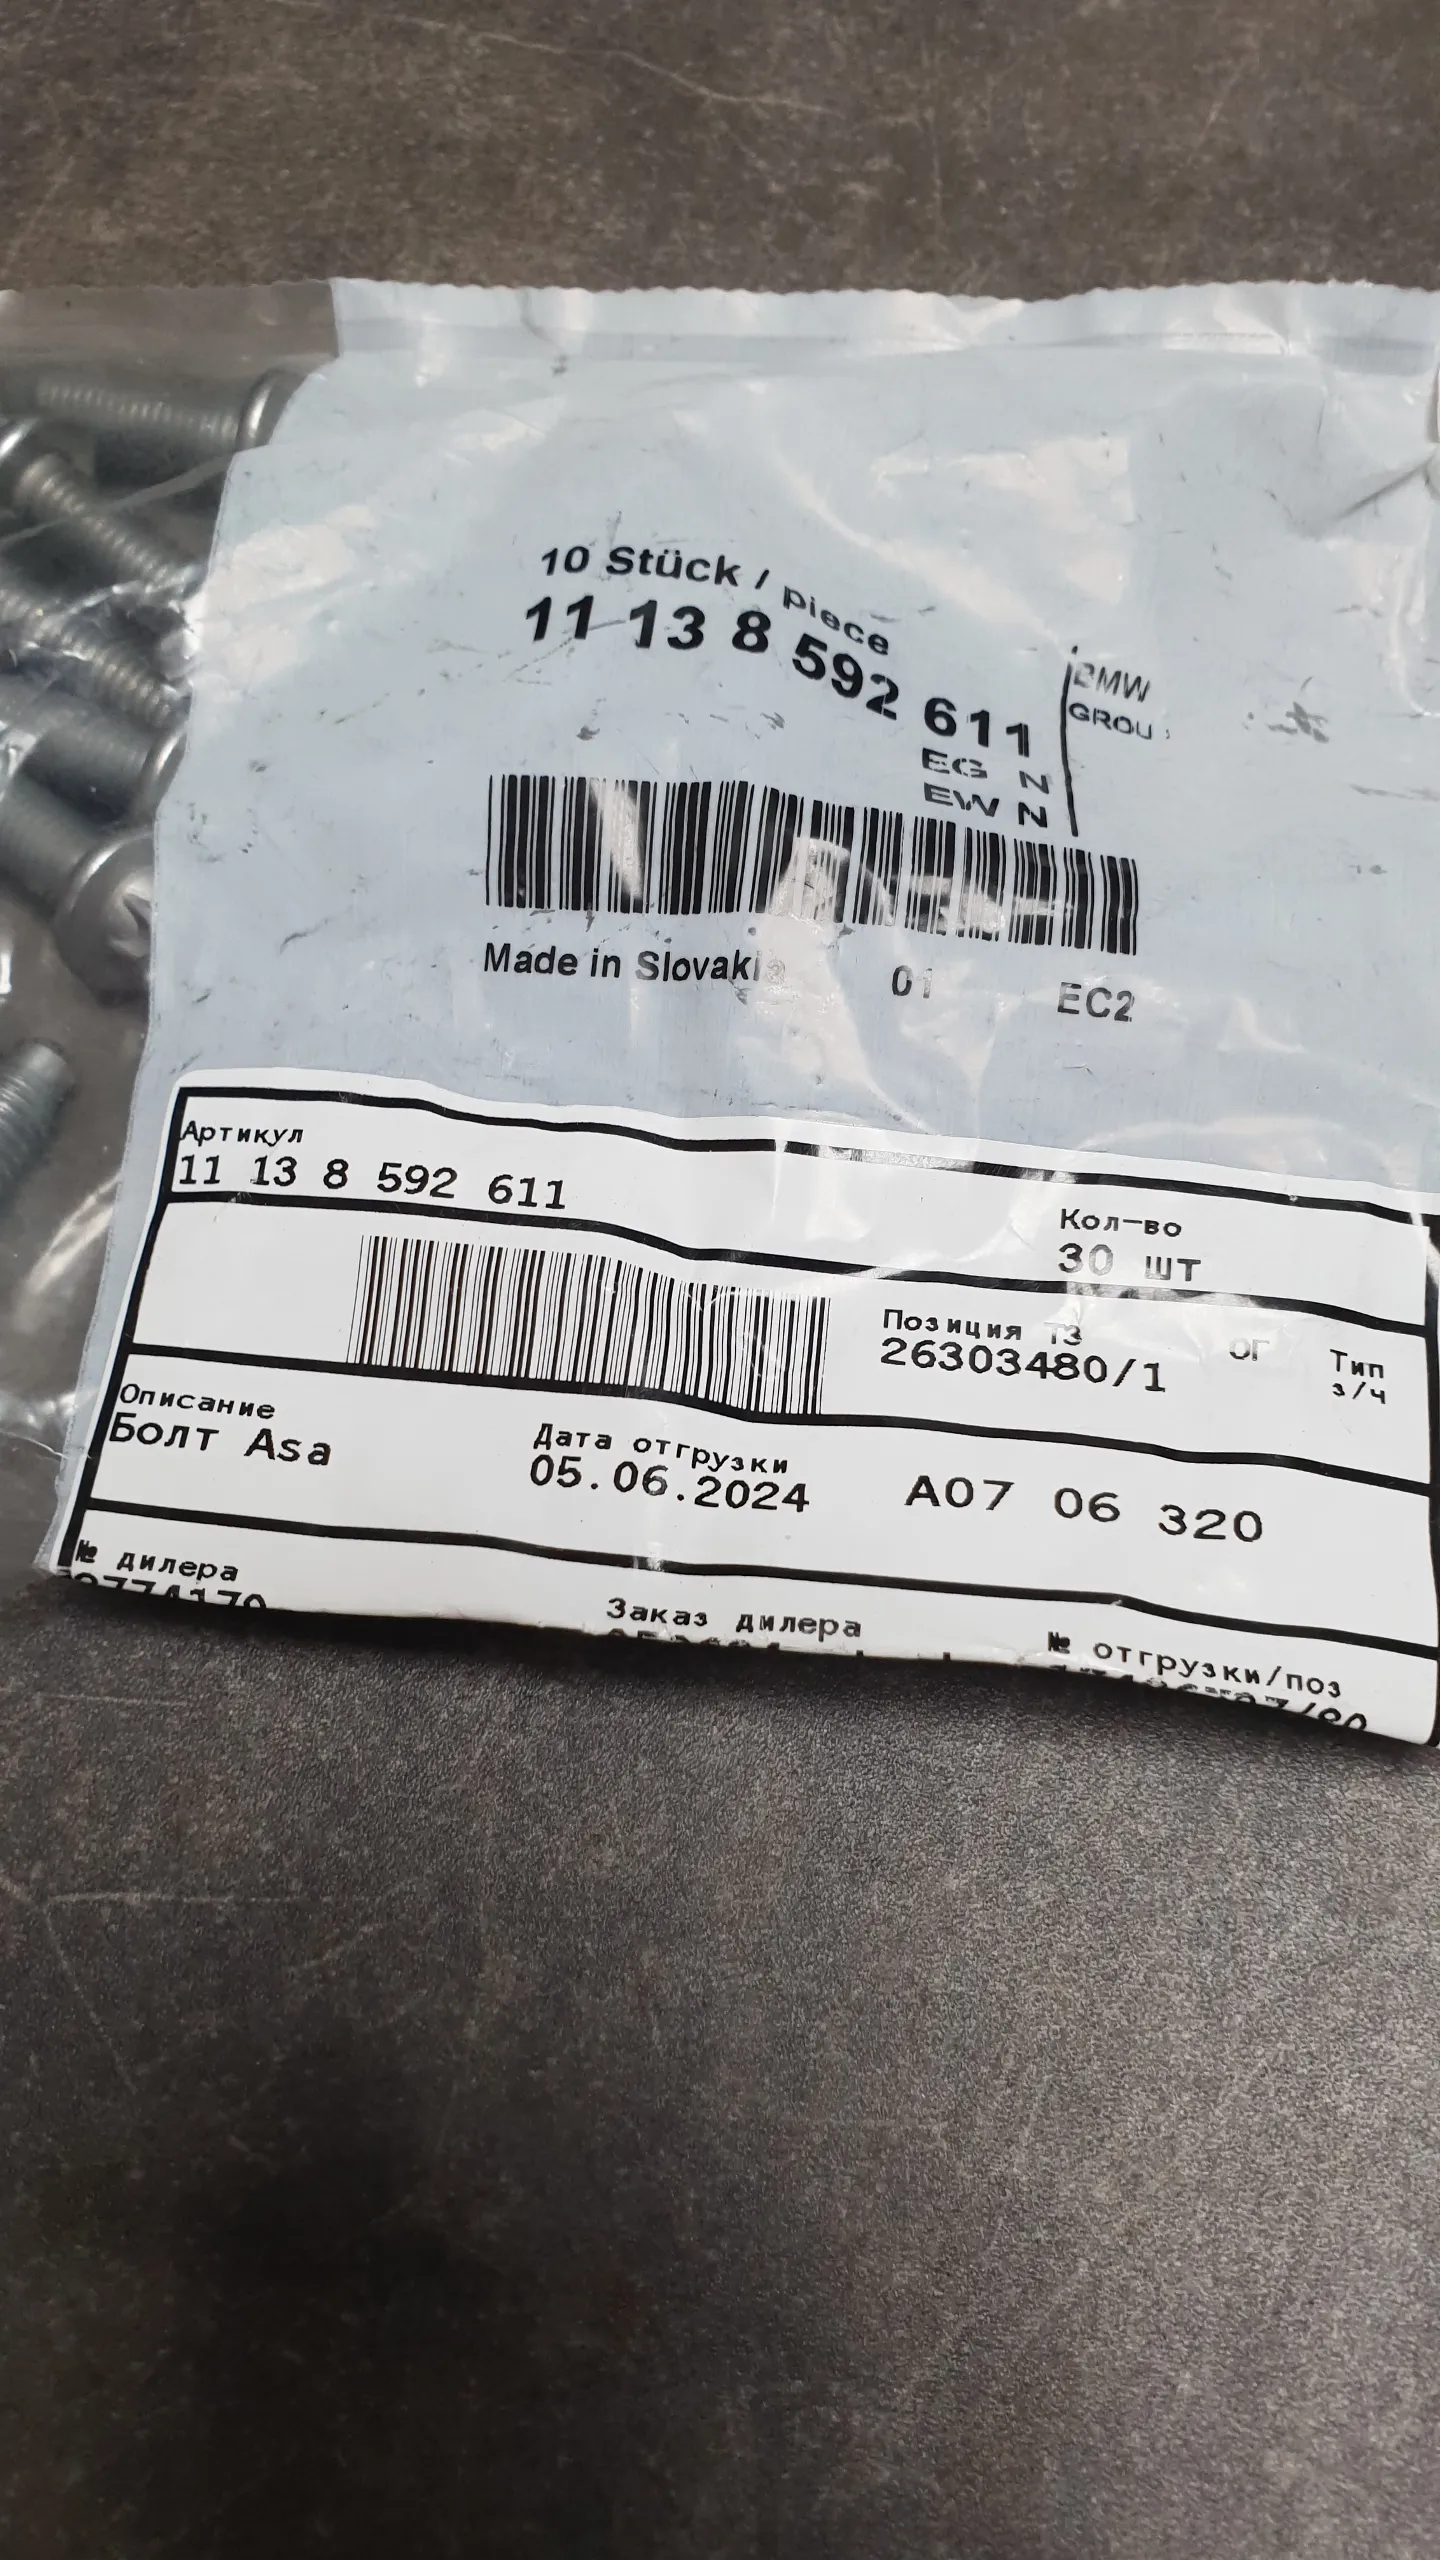 10 Stück / piece
11 13 8 592 611
BMW
GROU
EG N
EW N
Made in Slovakia 01 EC2
Артикул
11 13 8 592 611
Кол-во
30 шт
Позиция ТЗ ОГ Тип
26303480/1 з/ч
Описание
Болт Asa
Дата отгрузки
05.06.2024 A07 06 320
№ дилера Заказ дилера № отгрузки/поз